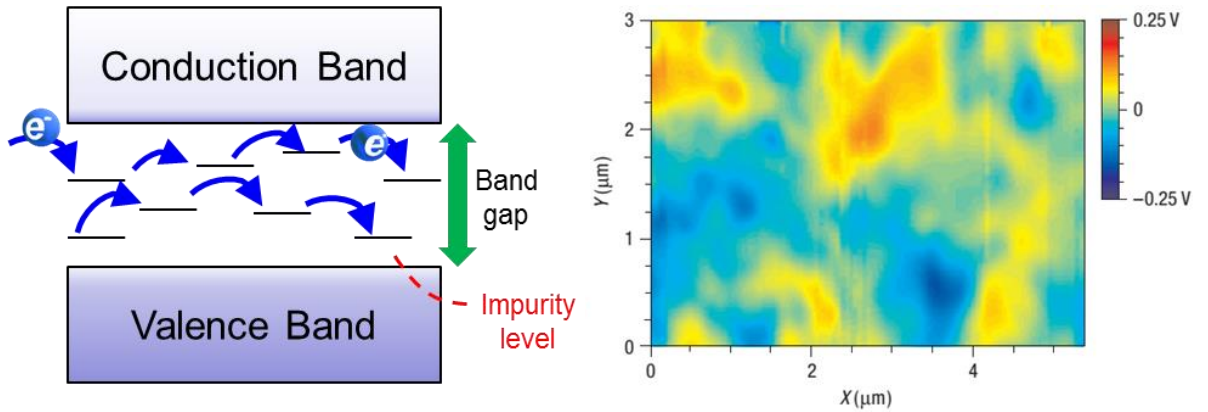 Conduction Band
e⁻
e⁻
Band
gap
Impurity
level
Valence Band
3
2
1
0
Y (μm)
0
2
4
X (μm)
0.25 V
0
−0.25 V